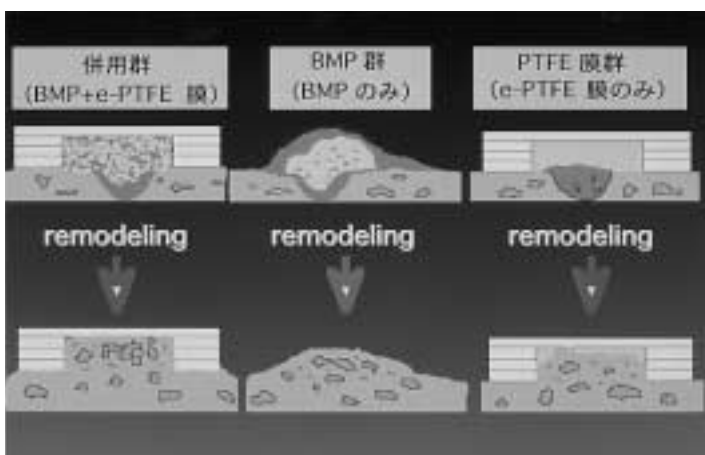 併用群
(BMP+e-PTFE 膜)
BMP 群
(BMP のみ)
PTFE 膜群
(e-PTFE 膜のみ)
remodeling
remodeling
remodeling